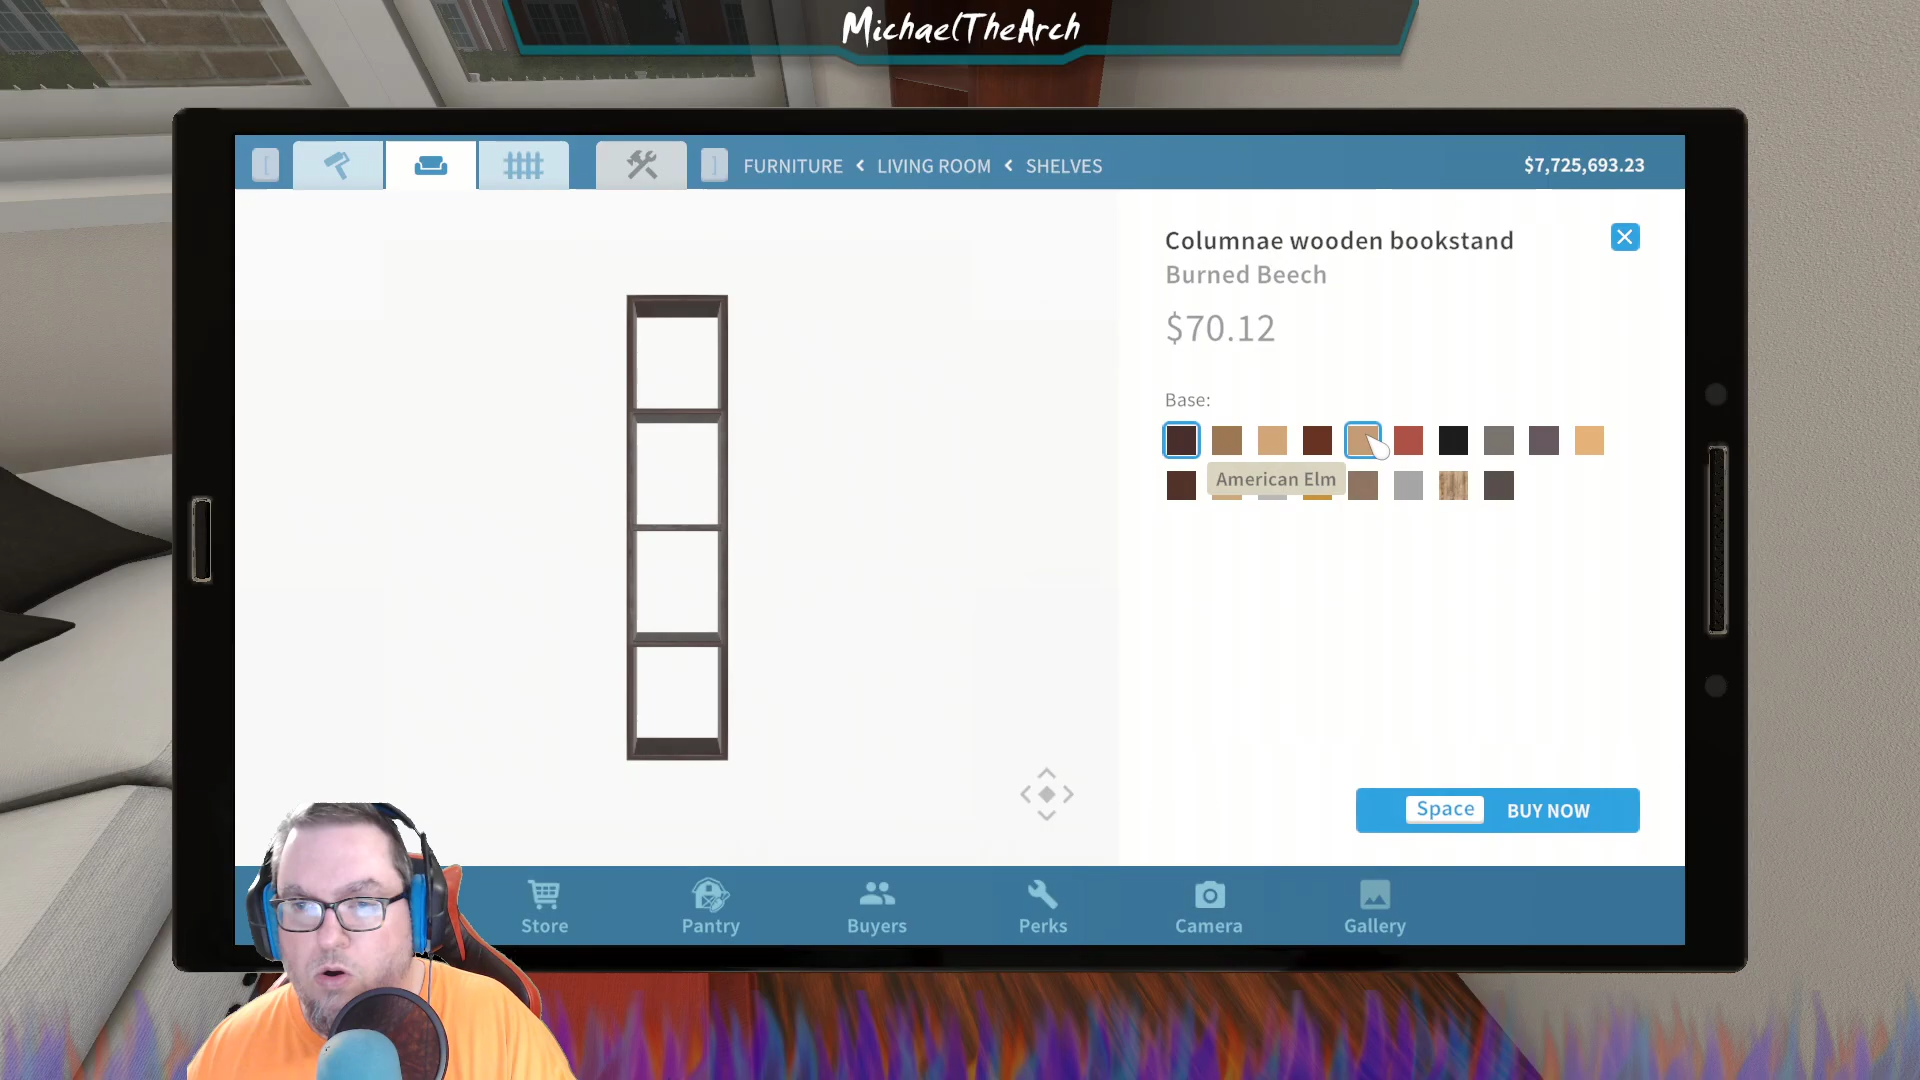 MichaelTheArch
[ ] FURNITURE < LIVING ROOM < SHELVES $7,725,693.23
Columnae wooden bookstand
Burned Beech
$70.12
Base:
American Elm
Space BUY NOW
Store Pantry Buyers Perks Camera Gallery